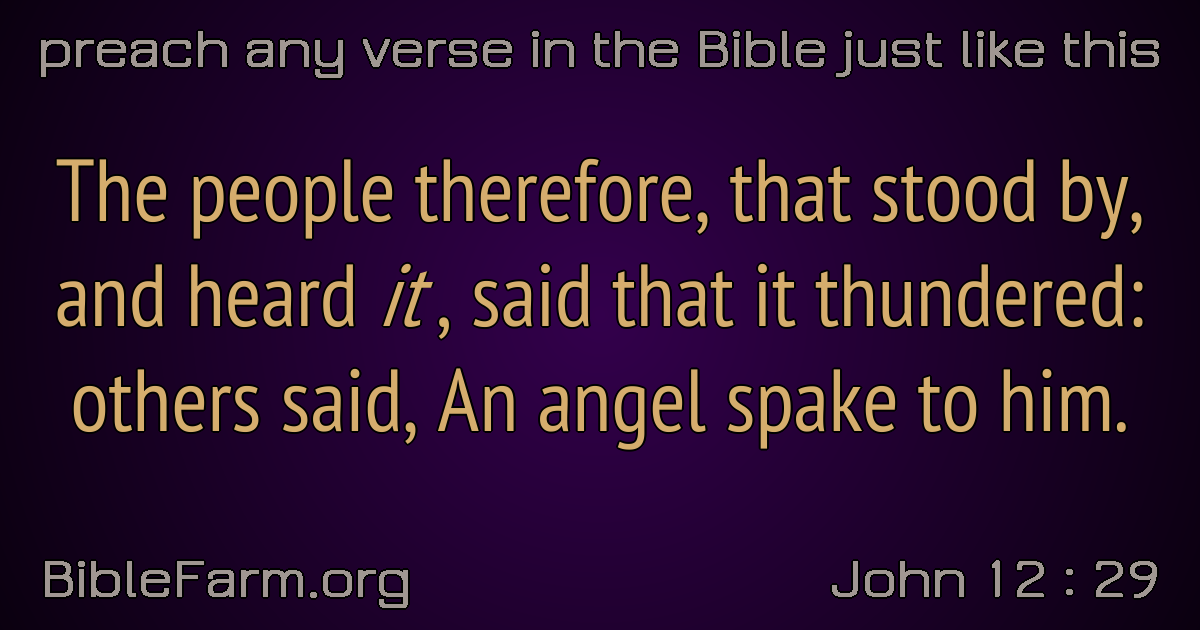 preach any verse in the Bible just like this
The people therefore, that stood by,
and heard it, said that it thundered:
others said, An angel spake to him.
BibleFarm.org
John 12 : 29